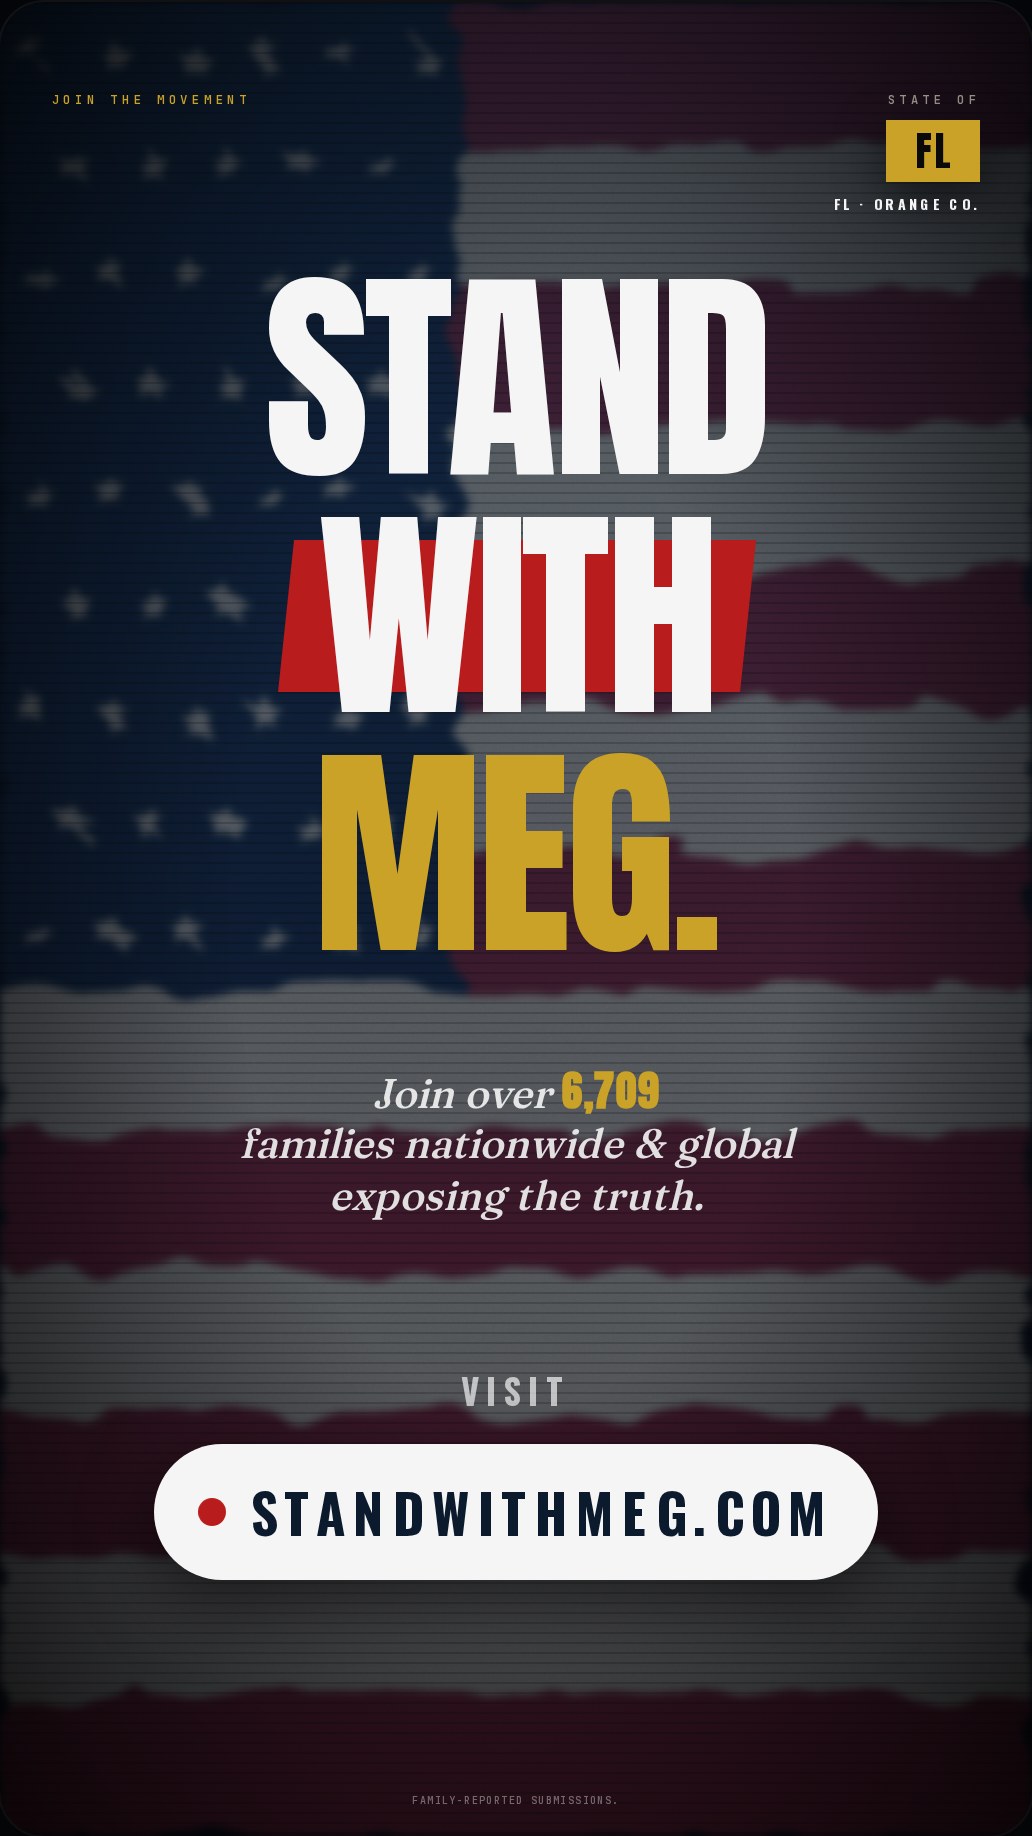 JOIN THE MOVEMENT
STATE OF
FL
FL · ORANGE CO.
STAND
WITH
MEG.
Join over 6,709
families nationwide & global
exposing the truth.
VISIT
STANDWITHMEG.COM
FAMILY-REPORTED SUBMISSIONS.